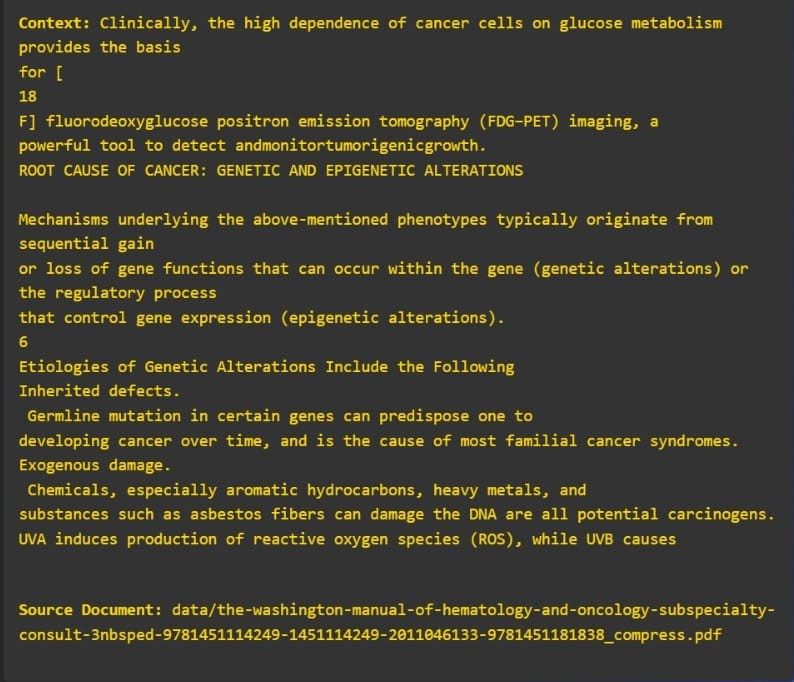 Context: Clinically, the high dependence of cancer cells on glucose metabolism
provides the basis
for [
18
F] fluorodeoxyglucose positron emission tomography (FDG–PET) imaging, a
powerful tool to detect andmonitortumorigenicgrowth.
ROOT CAUSE OF CANCER: GENETIC AND EPIGENETIC ALTERATIONS
Mechanisms underlying the above-mentioned phenotypes typically originate from
sequential gain
or loss of gene functions that can occur within the gene (genetic alterations) or
the regulatory process
that control gene expression (epigenetic alterations).
6
Etiologies of Genetic Alterations Include the Following
Inherited defects.
Germline mutation in certain genes can predispose one to
developing cancer over time, and is the cause of most familial cancer syndromes.
Exogenous damage.
Chemicals, especially aromatic hydrocarbons, heavy metals, and
substances such as asbestos fibers can damage the DNA are all potential carcinogens.
UVA induces production of reactive oxygen species (ROS), while UVB causes
Source Document: data/the-washington-manual-of-hematology-and-oncology-subspecialty-
consult-3nbsped-9781451114249-1451114249-2011046133-9781451181838_compress.pdf